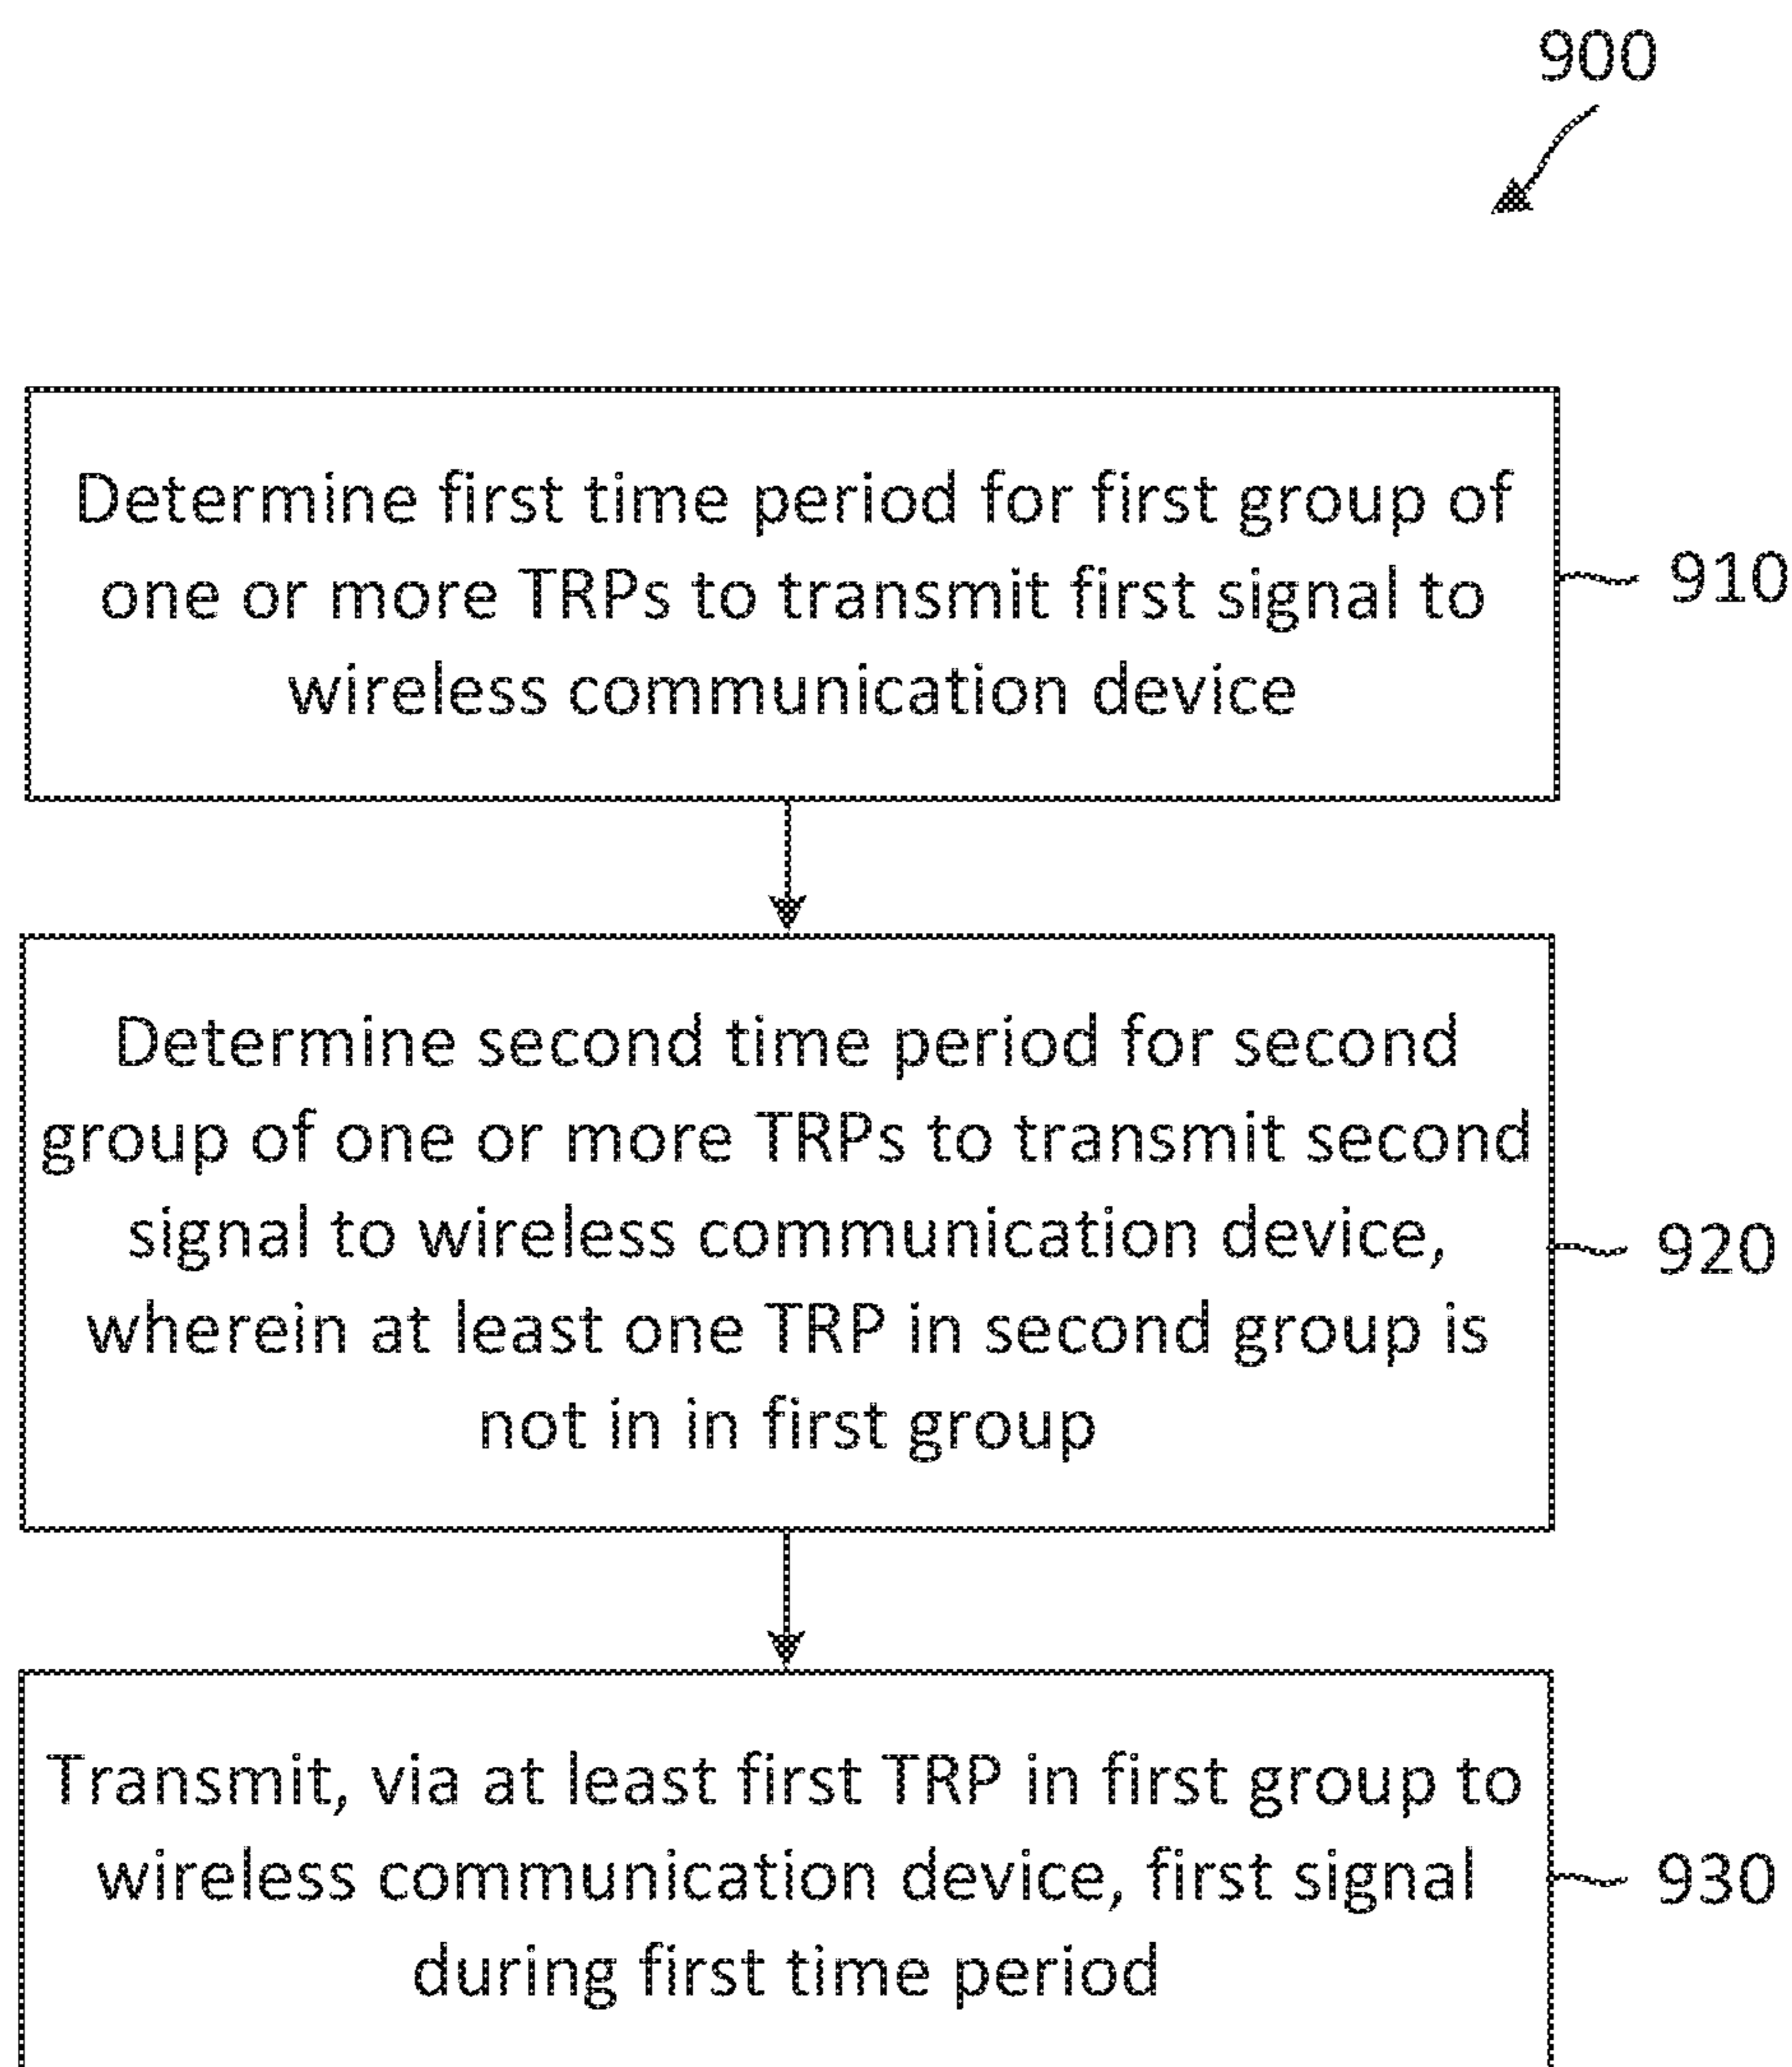 900
Determine first time period for first group of
one or more TRPs to transmit first signal to
wireless communication device
910
Determine second time period for second
group of one or more TRPs to transmit second
signal to wireless communication device,
wherein at least one TRP in second group is
not in in first group
920
Transmit, via at least first TRP in first group to
wireless communication device, first signal
during first time period
930